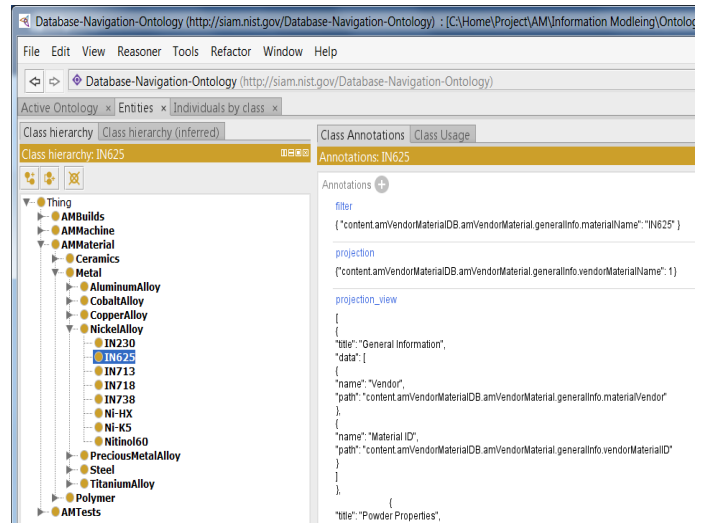 Database-Navigation-Ontology (http://siam.nist.gov/Database-Navigation-Ontology) : [C:\Home\Project\AM\Information Modleing\Ontolog
File Edit View Reasoner Tools Refactor Window Help
Database-Navigation-Ontology (http://siam.nist.gov/Database-Navigation-Ontology)
Active Ontology × Entities × Individuals by class ×
Class hierarchy Class hierarchy (inferred)
Class hierarchy: IN625
Thing
AMBuilds
AMMachine
AMMaterial
Ceramics
Metal
AluminumAlloy
CobaltAlloy
CopperAlloy
NickelAlloy
IN230
IN625
IN713
IN718
IN738
Ni-HX
Ni-K5
Nitinol60
PreciousMetalAlloy
Steel
TitaniumAlloy
Polymer
AMTests
Class Annotations Class Usage
Annotations: IN625
Annotations
filter
{ "content.amVendorMaterialDB.amVendorMaterial.generalInfo.materialName": "IN625" }
projection
{"content.amVendorMaterialDB.amVendorMaterial.generalInfo.vendorMaterialName": 1}
projection_view
[
{
"title": "General Information",
"data": [
{
"name": "Vendor",
"path": "content.amVendorMaterialDB.amVendorMaterial.generalInfo.materialVendor"
},
{
"name": "Material ID",
"path": "content.amVendorMaterialDB.amVendorMaterial.generalInfo.vendorMaterialID"
}
]
},
{
"title": "Powder Properties",